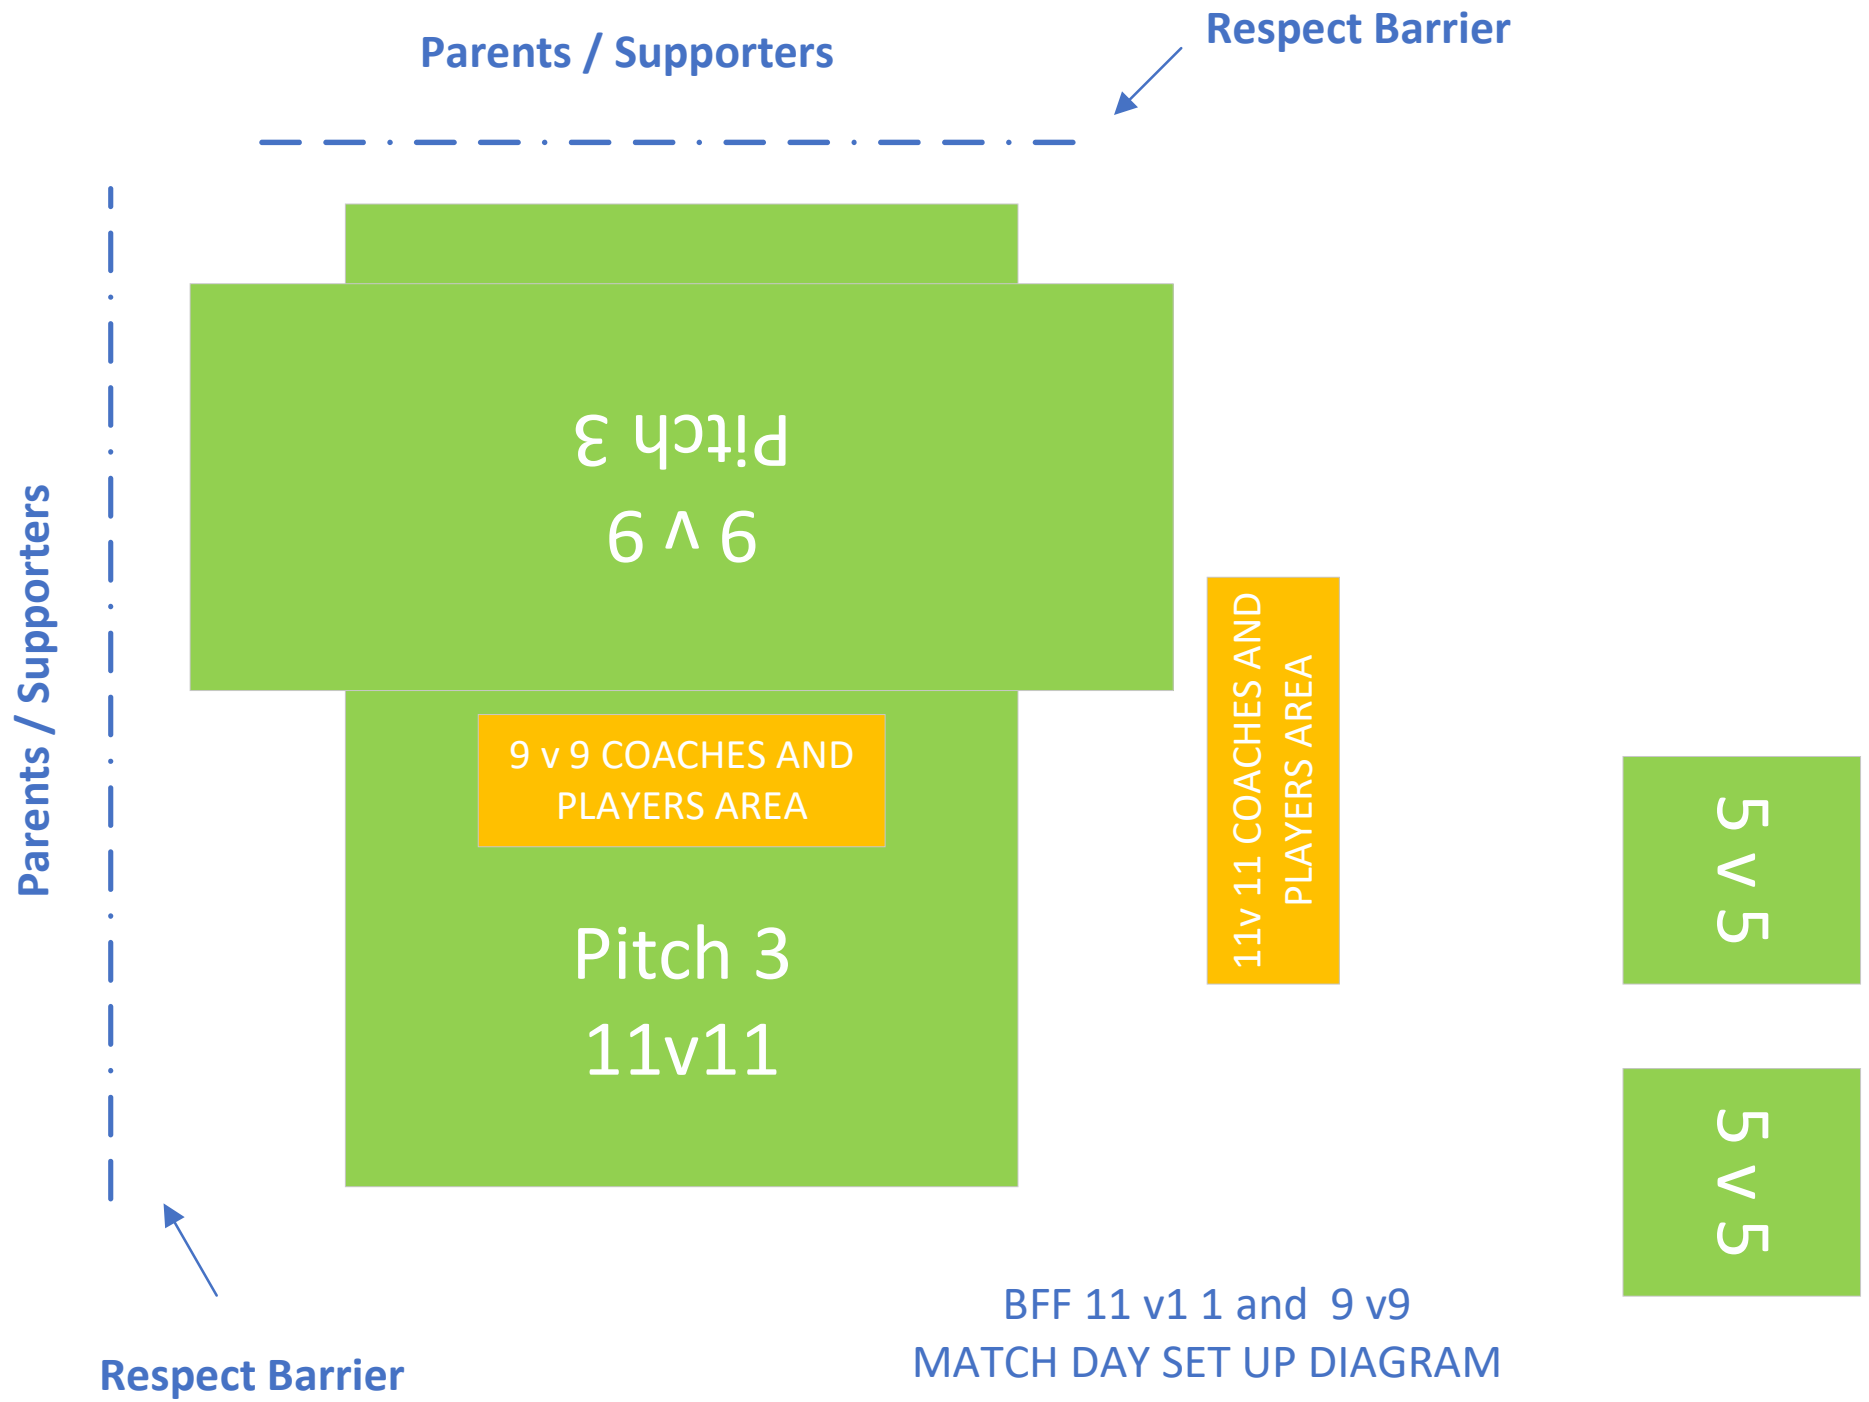 Respect Barrier
Parents / Supporters
Parents / Supporters
Pitch 3
9 v 9
9 v 9 COACHES AND
PLAYERS AREA
11v 11 COACHES AND
PLAYERS AREA
Pitch 3
11v11
5 v 5
5 v 5
BFF 11 v1 1 and  9 v9
MATCH DAY SET UP DIAGRAM
Respect Barrier